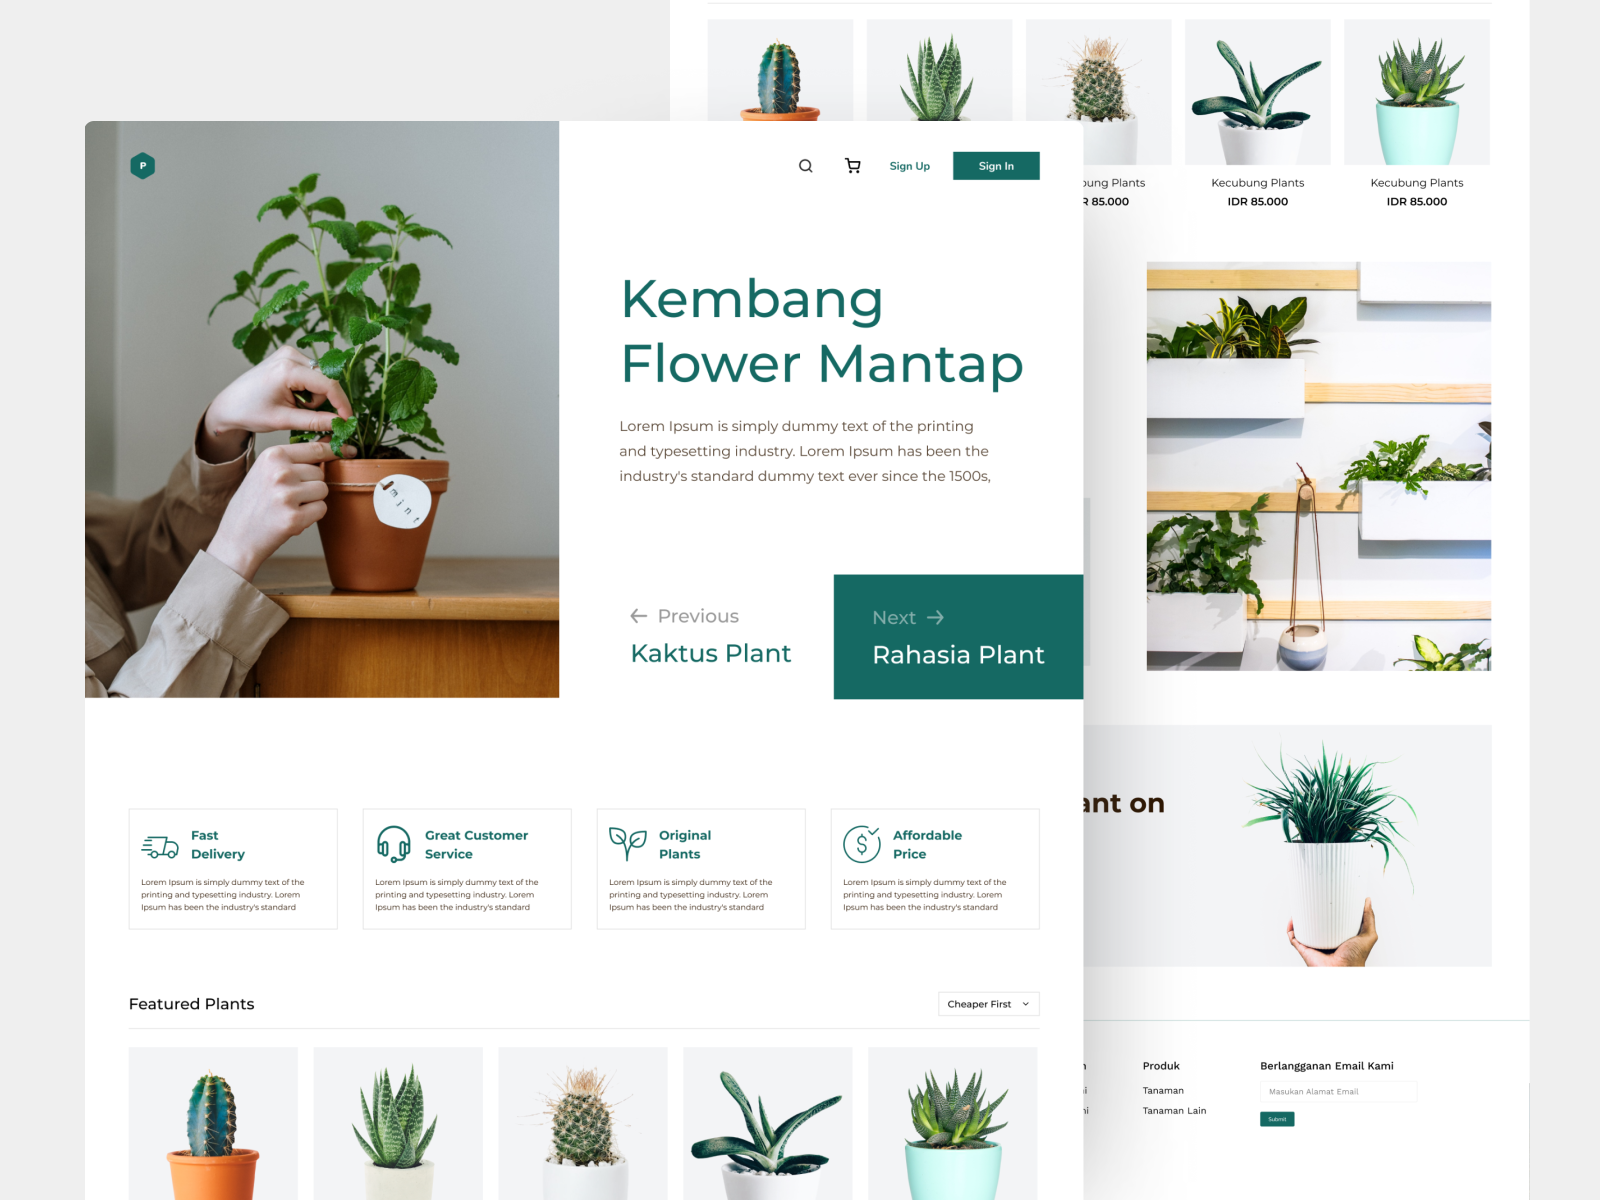 P
Sign Up
Sign In
Kembang
Flower Mantap
Lorem Ipsum is simply dummy text of the printing
and typesetting industry. Lorem Ipsum has been the
industry's standard dummy text ever since the 1500s,
mint
Previous
Kaktus Plant
Next
Rahasia Plant
Fast
Delivery
Lorem Ipsum is simply dummy text of the
printing and typesetting industry. Lorem
Ipsum has been the industry's standard
Great Customer
Service
Lorem Ipsum is simply dummy text of the
printing and typesetting industry. Lorem
Ipsum has been the industry's standard
Original
Plants
Lorem Ipsum is simply dummy text of the
printing and typesetting industry. Lorem
Ipsum has been the industry's standard
$
Affordable
Price
Lorem Ipsum is simply dummy text of the
printing and typesetting industry. Lorem
Ipsum has been the industry's standard
Featured Plants
Cheaper First
Plants
85.000
Kecubung Plants
IDR 85.000
Kecubung Plants
IDR 85.000
on
Produk
Tanaman
Tanaman Lain
Berlangganan Email Kami
Masukan Alamat Email
Submit